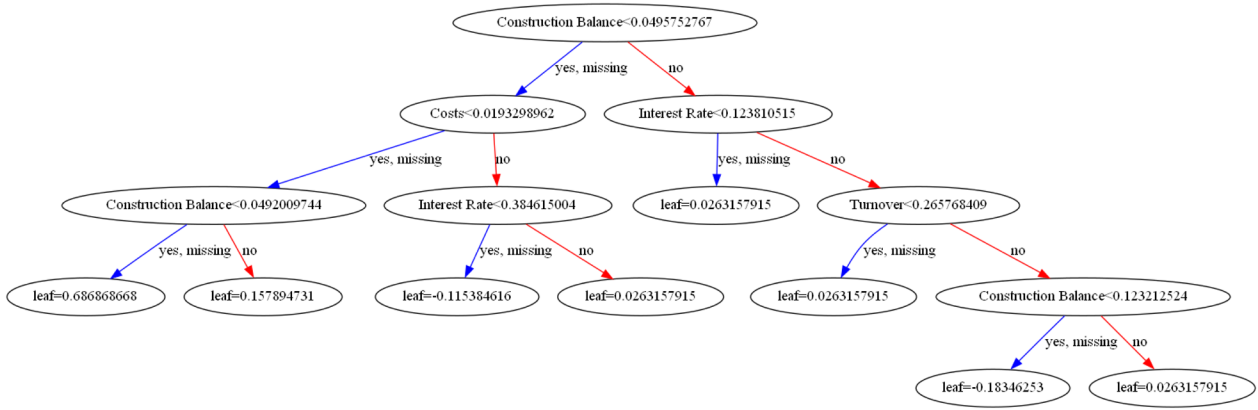 Construction Balance<0.0495752767
yes, missing
no
Costs<0.0193298962
Interest Rate<0.123810515
yes, missing
no
yes, missing
no
Construction Balance<0.0492009744
Interest Rate<0.384615004
leaf=0.0263157915
Turnover<0.265768409
yes, missing
no
yes, missing
no
yes, missing
no
leaf=0.686868668
leaf=0.157894731
leaf=-0.115384616
leaf=0.0263157915
leaf=0.0263157915
Construction Balance<0.123212524
yes, missing
no
leaf=-0.18346253
leaf=0.0263157915